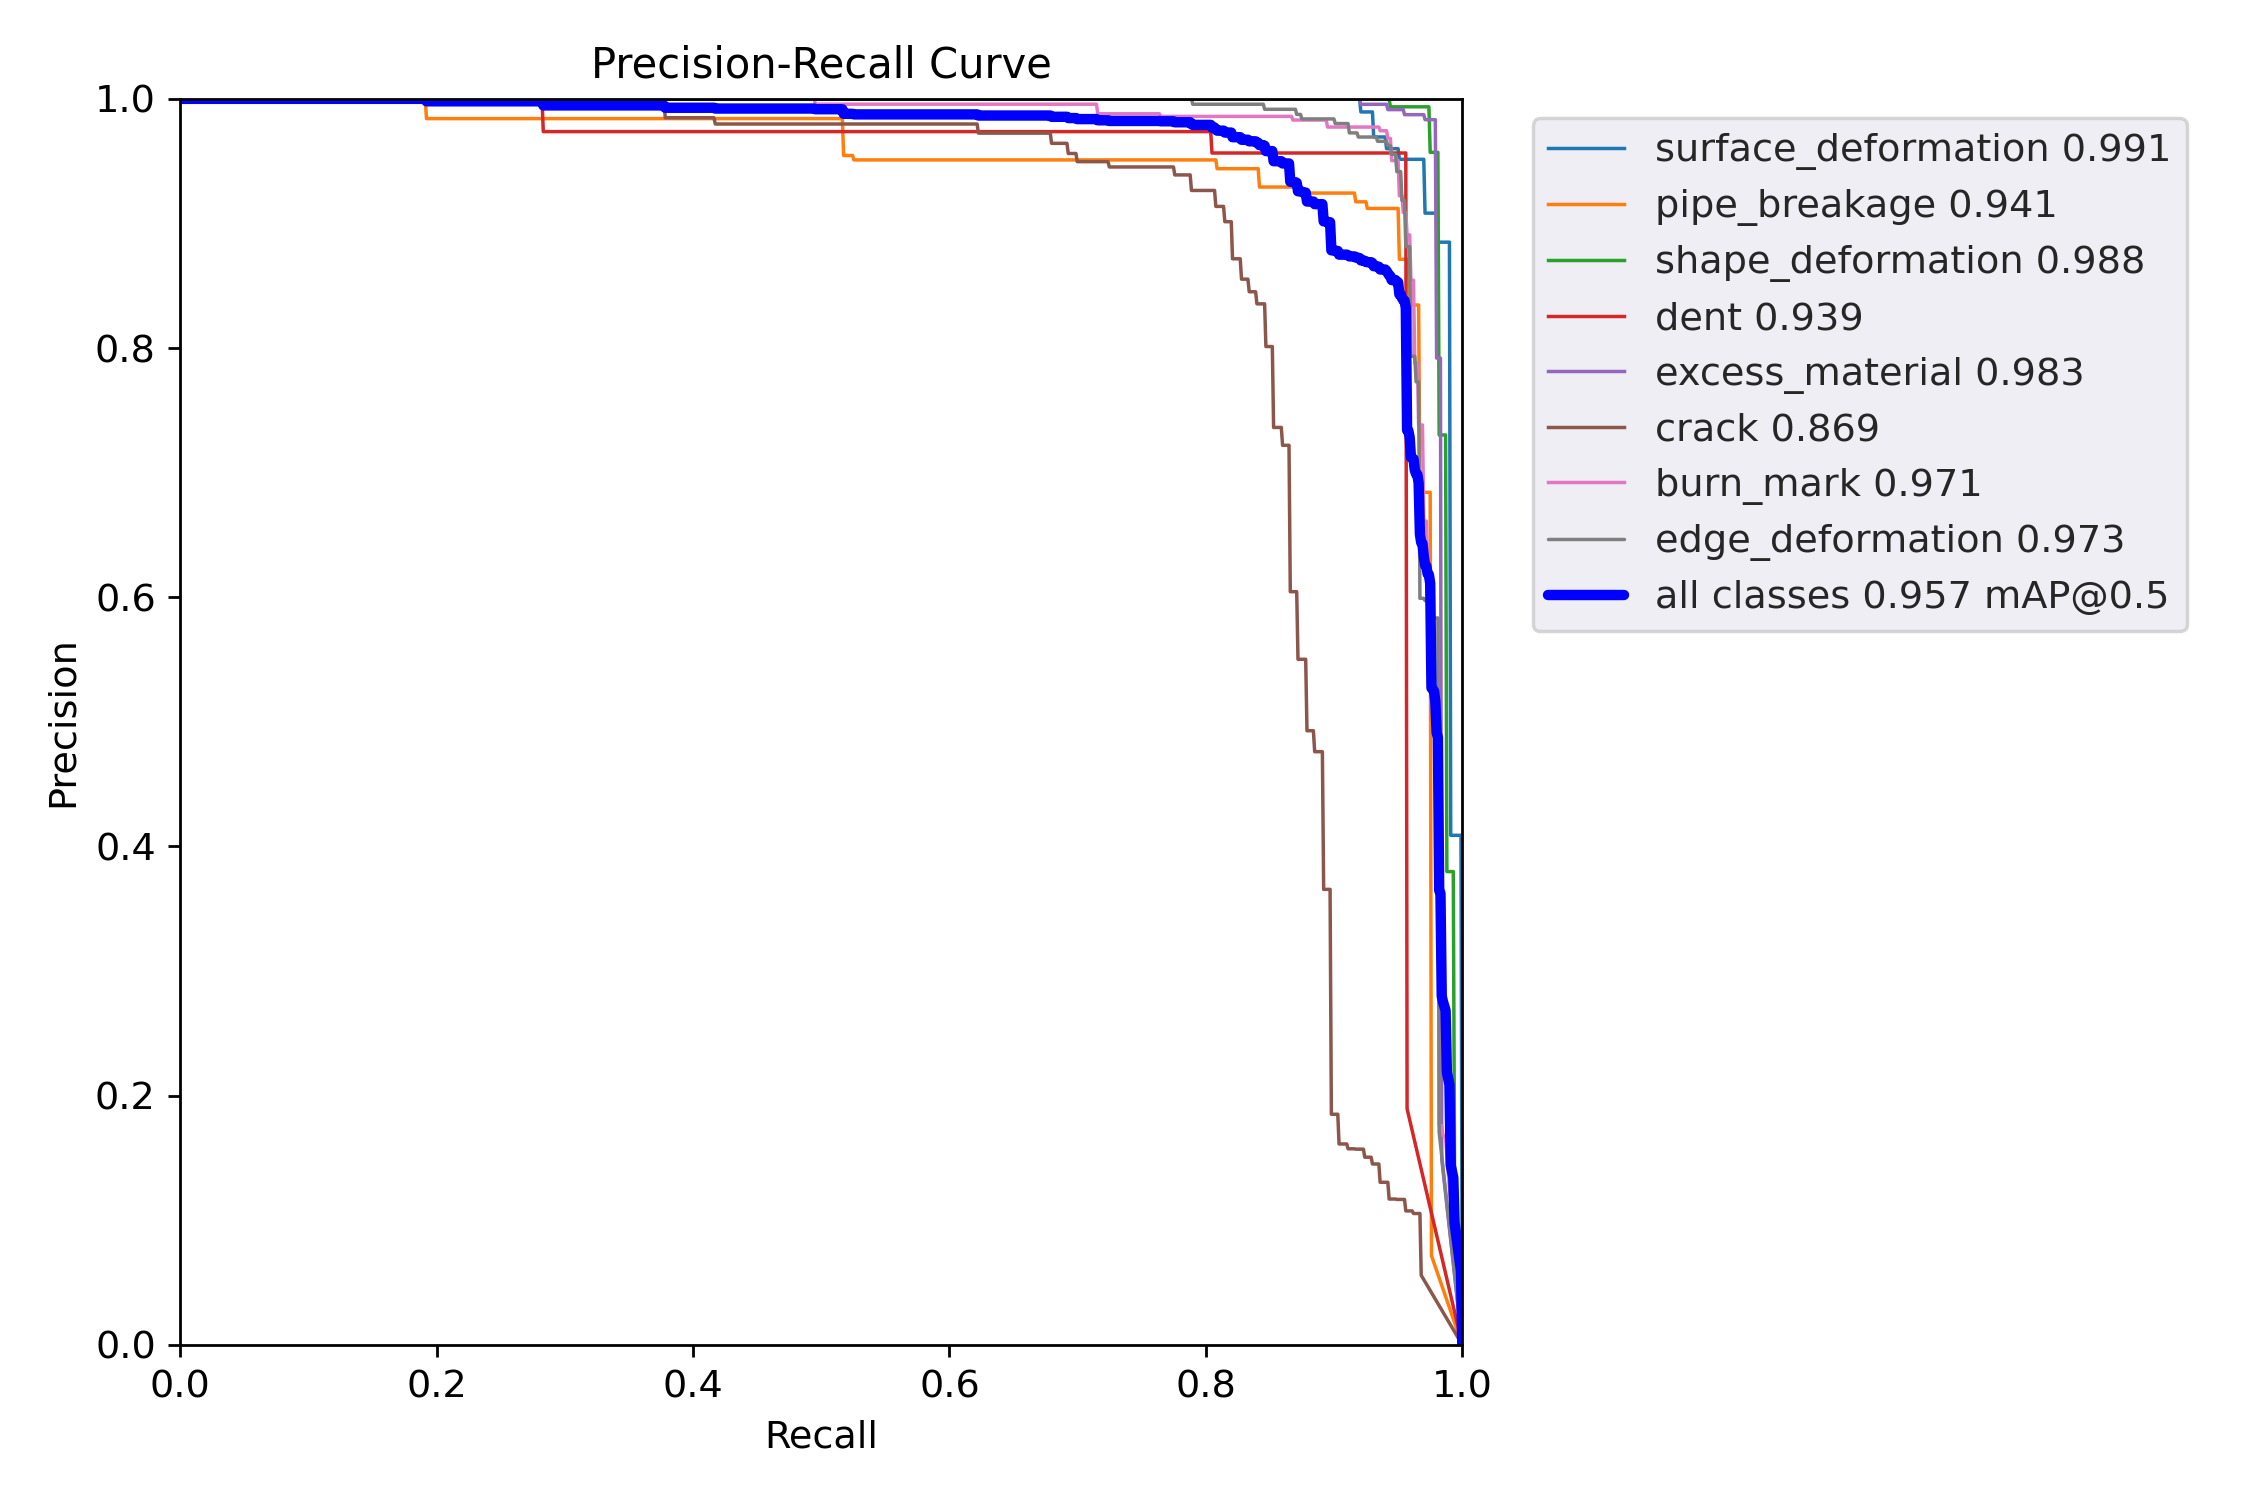 Precision-Recall Curve
1.0
0.8
0.6
0.4
0.2
0.0
Precision
0.0 0.2 0.4 0.6 0.8 1.0
Recall
surface_deformation 0.991
pipe_breakage 0.941
shape_deformation 0.988
dent 0.939
excess_material 0.983
crack 0.869
burn_mark 0.971
edge_deformation 0.973
all classes 0.957 mAP@0.5